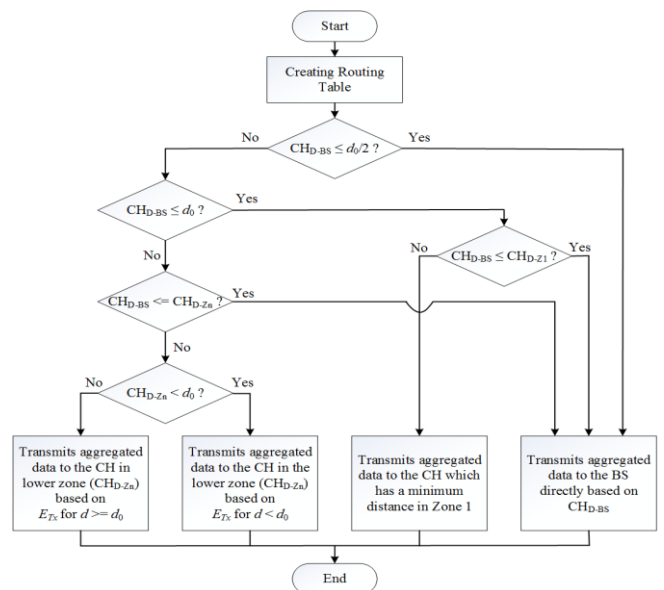 Start
Creating Routing
Table
No
Yes
CHD-BS ≤ d0/2 ?
Yes
CHD-BS ≤ d0 ?
No
Yes
CHD-BS ≤ CHD-Z1 ?
No
CHD-BS <= CHD-Zn ?
Yes
No
No
Yes
CHD-Zn < d0 ?
Transmits aggregated
data to the CH in
lower zone (CHD-Zn)
based on
ETx for d >= d0
Transmits aggregated
data to the CH in the
lower zone (CHD-Zn)
based on
ETx for d < d0
Transmits aggregated
data to the CH which
has a minimum
distance in Zone 1
Transmits aggregated
data to the BS
directly based on
CHD-BS
End